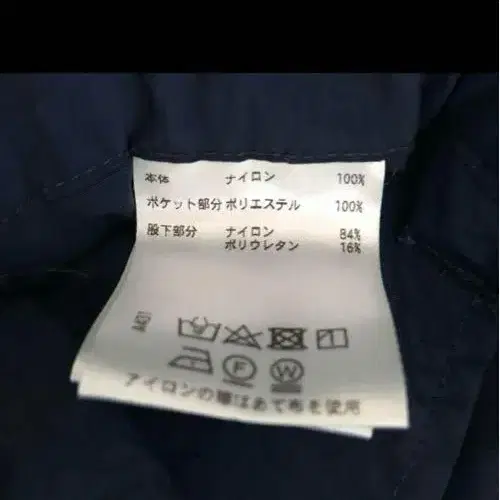 本体 ナイロン 100%
ポケット部分 ポリエステル 100%
股下部分 ナイロン 84%
ポリウレタン 16%
F W
アイロンの際はあて布を使用